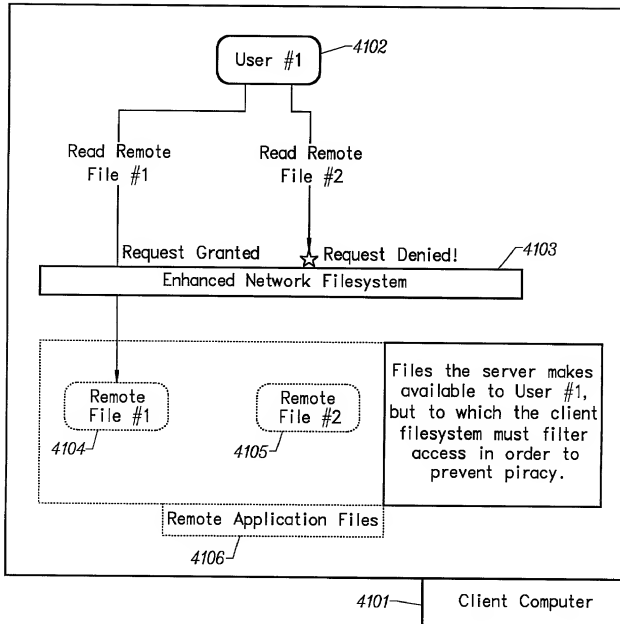 4102
User #1
Read Remote
File #1
Read Remote
File #2
Request Granted
Request Denied!
4103
Enhanced Network Filesystem
Remote
File #1
4104
Remote
File #2
4105
Files the server makes
available to User #1,
but to which the client
filesystem must filter
access in order to
prevent piracy.
Remote Application Files
4106
4101
Client Computer